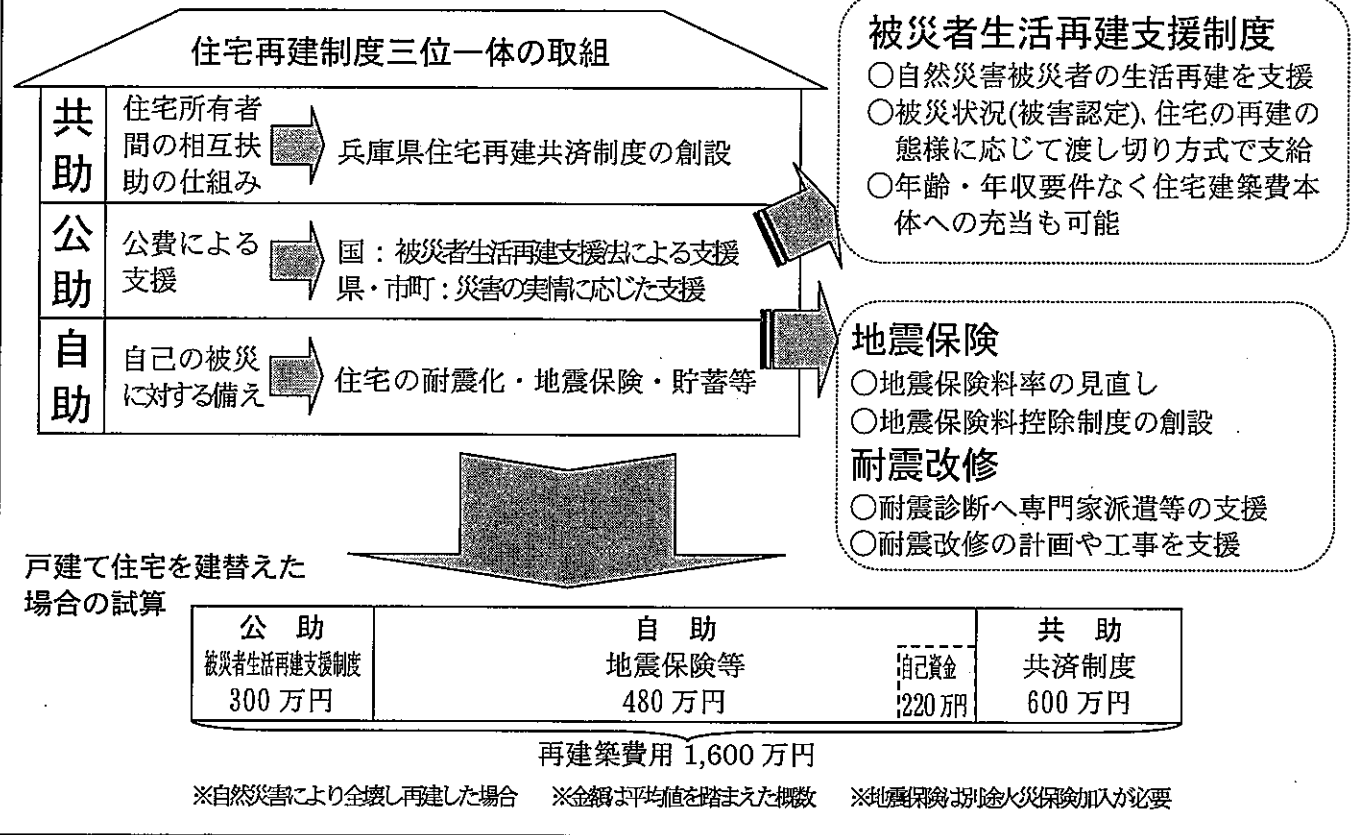 住宅再建制度三位一体の取組
共助
住宅所有者
間の相互扶
助の仕組み
兵庫県住宅再建共済制度の創設
公助
公費による
支援
国：被災者生活再建支援法による支援
県・市町：災害の実情に応じた支援
自助
自己の被災
に対する備え
住宅の耐震化・地震保険・貯蓄等
被災者生活再建支援制度
○自然災害被災者の生活再建を支援
○被災状況(被害認定)、住宅の再建の
態様に応じて渡し切り方式で支給
○年齢・年収要件なく住宅建築費本
体への充当も可能
地震保険
○地震保険料率の見直し
○地震保険料控除制度の創設
耐震改修
○耐震診断へ専門家派遣等の支援
○耐震改修の計画や工事を支援
戸建て住宅を建替えた
場合の試算
公　助
被災者生活再建支援制度
300 万円
自　助
地震保険等
480 万円
自己資金
220 万円
共　助
共済制度
600 万円
再建築費用 1,600 万円
※自然災害により全壊し再建した場合　※金額は平均値を踏まえた概数　※地震保険は別途火災保険加入が必要